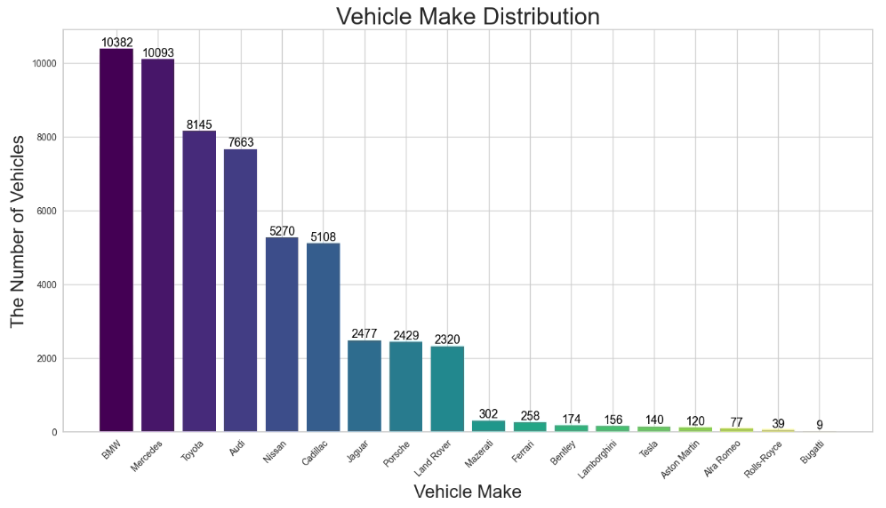 Vehicle Make Distribution
The Number of Vehicles
10000
8000
6000
4000
2000
0
10382
10093
8145
7663
5270
5108
2477
2429
2320
302
258
174
156
140
120
77
39
9
BMW
Mercedes
Toyota
Audi
Nissan
Cadillac
Jaguar
Porsche
Land Rover
Mazerati
Ferrari
Bentley
Lamborghini
Tesla
Aston Martin
Alra Romeo
Rolls-Royce
Bugatti
Vehicle Make